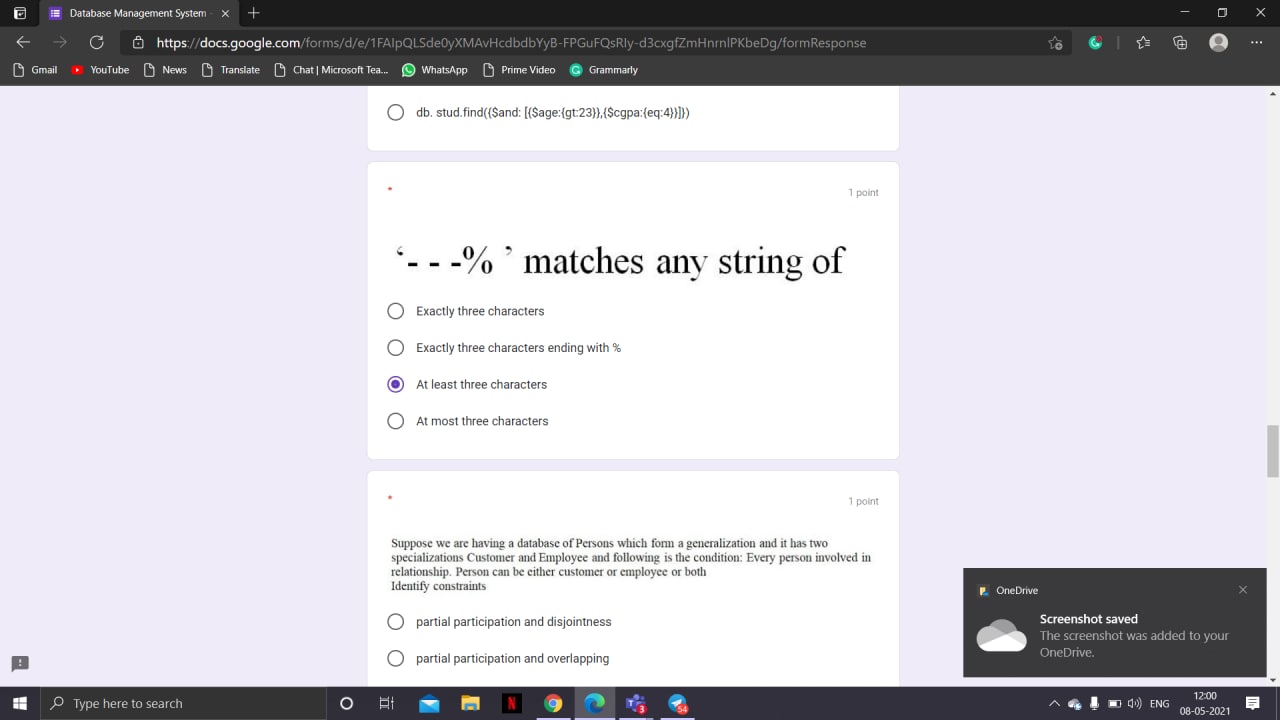 Database Management System -
https://docs.google.com/forms/d/e/1FAIpQLSde0yXMAvHcdbdbYyB-FPGuFQsRIy-d3cxgfZmHnrnlPKbeDg/formResponse
Gmail YouTube News Translate Chat | Microsoft Tea... WhatsApp Prime Video Grammarly
db. stud.find({$and: [{$age:{gt:23}},{$cgpa:{eq:4}}]})
*
1 point
‘- - -% ’ matches any string of
Exactly three characters
Exactly three characters ending with %
At least three characters
At most three characters
*
1 point
Suppose we are having a database of Persons which form a generalization and it has two
specializations Customer and Employee and following is the condition: Every person involved in
relationship. Person can be either customer or employee or both
Identify constraints
partial participation and disjointness
partial participation and overlapping
OneDrive
Screenshot saved
The screenshot was added to your
OneDrive.
Type here to search
3
54
ENG
12:00
08-05-2021